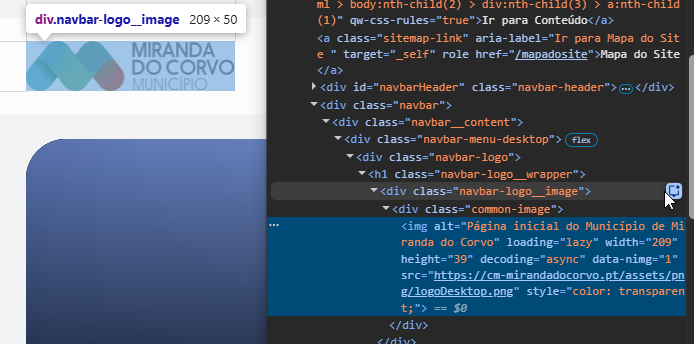 div.navbar-logo__image 209 × 50
MIRANDA
DO CORVO
MUNICÍPIO
ml > body:nth-child(2) > div:nth-child(3) > a:nth-child
(1)" qw-css-rules="true">Ir para Conteúdo</a>
<a class="sitemap-link" aria-label="Ir para Mapa do Sit
e " target="_self" role href="/mapadosite">Mapa do Site
</a>
<div id="navbarHeader" class="navbar-header">…</div>
<div class="navbar">
<div class="navbar__content">
<div class="navbar-menu-desktop"> flex
<div class="navbar-logo">
<h1 class="navbar-logo__wrapper">
<div class="navbar-logo__image">
<div class="common-image">
… <img alt="Página inicial do Município de Mi
randa do Corvo" loading="lazy" width="209"
height="39" decoding="async" data-nimg="1"
src="https://cm-mirandadocorvo.pt/assets/pn
g/logoDesktop.png" style="color: transparen
t;"> == $0
</div>
</div>